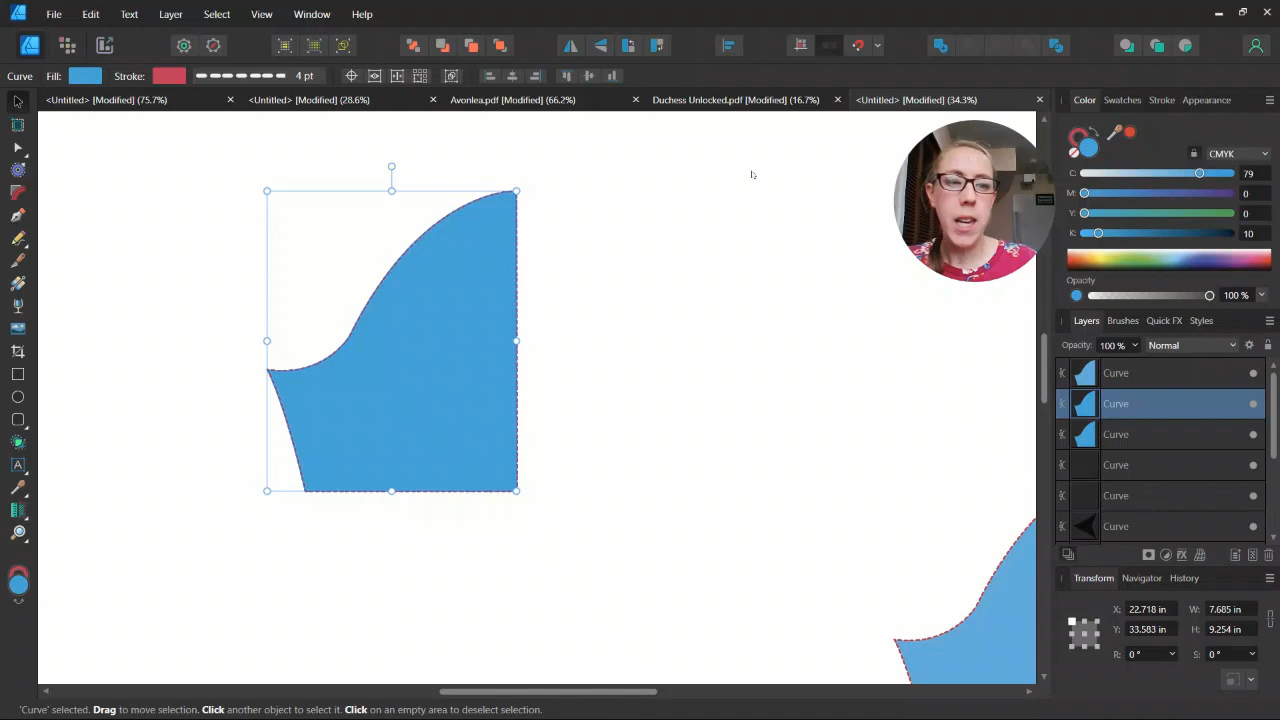 File Edit Text Layer Select View Window Help
Curve Fill: Stroke: 4 pt
<Untitled> [Modified] (75.7%) <Untitled> [Modified] (28.6%) Avonlea.pdf [Modified] (66.2%) Duchess Unlocked.pdf [Modified] (16.7%) <Untitled> [Modified] (34.3%)
Color Swatches Stroke Appearance
CMYK
C: 79
M: 0
Y: 0
K: 10
Opacity
100 %
Layers Brushes Quick FX Styles
Opacity: 100 % Normal
Curve
Curve
Curve
Curve
Curve
Curve
Transform Navigator History
X: 22.718 in W: 7.685 in
Y: 33.583 in H: 9.254 in
R: 0 ° S: 0 °
'Curve' selected. Drag to move selection. Click another object to select it. Click on an empty area to deselect selection.